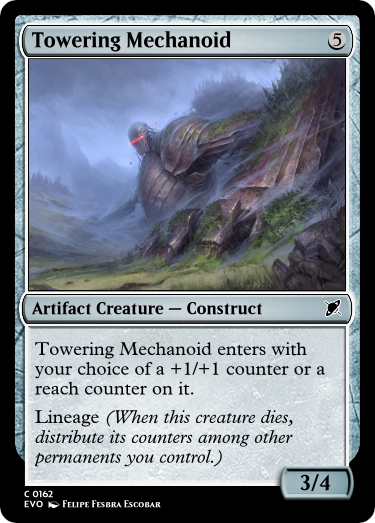 Towering Mechanoid 5
Artifact Creature — Construct
Towering Mechanoid enters with
your choice of a +1/+1 counter or a
reach counter on it.
Lineage (When this creature dies,
distribute its counters among other
permanents you control.)
3/4
C 0162
EVO Felipe Fesbra Escobar